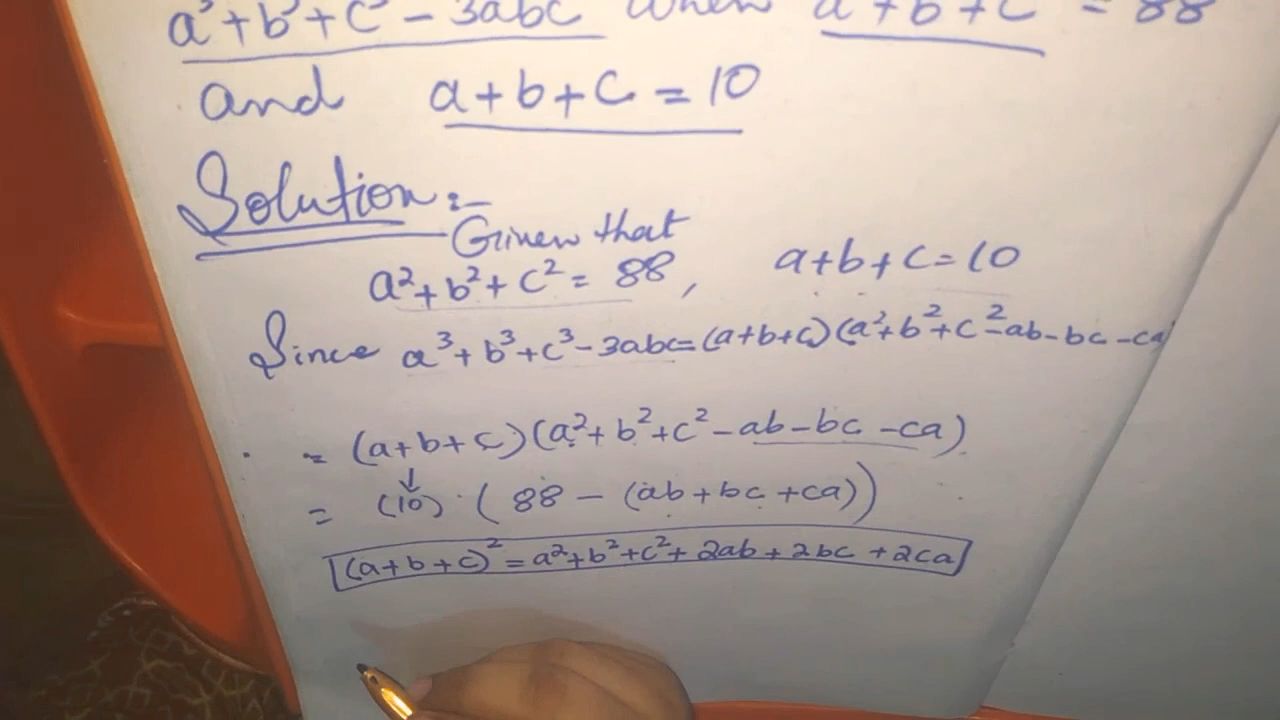 a³+b³+c³-3abc when a²+b²+c² = 88
and a+b+c=10
Solution:-
Given that
a²+b²+c²= 88, a+b+c=10
Since a³+b³+c³-3abc=(a+b+c)(a²+b²+c²-ab-bc-ca)
= (a+b+c)(a²+b²+c²-ab-bc-ca)
= (10) · (88-(ab+bc+ca))
(a+b+c)²=a²+b²+c²+2ab+2bc+2ca